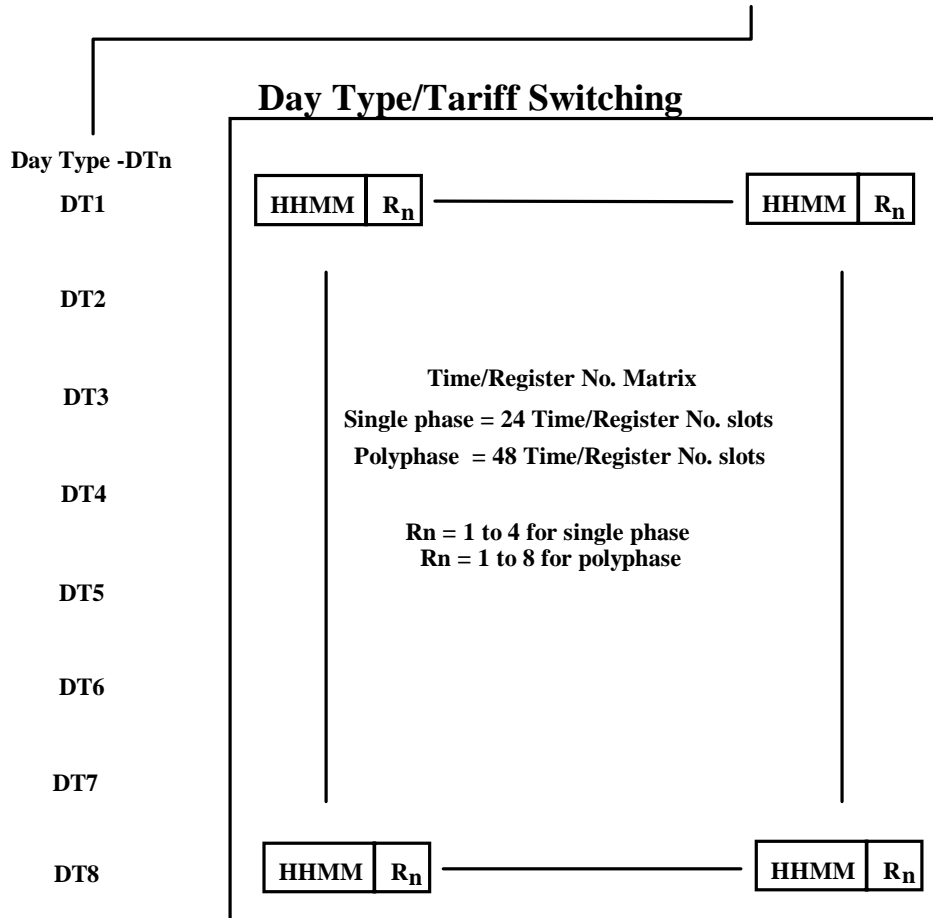 Day Type/Tariff Switching
Day Type -DTn
DT1
HHMM Rn
HHMM Rn
DT2
Time/Register No. Matrix
DT3
Single phase = 24 Time/Register No. slots
Polyphase = 48 Time/Register No. slots
DT4
Rn = 1 to 4 for single phase
Rn = 1 to 8 for polyphase
DT5
DT6
DT7
DT8
HHMM Rn
HHMM Rn